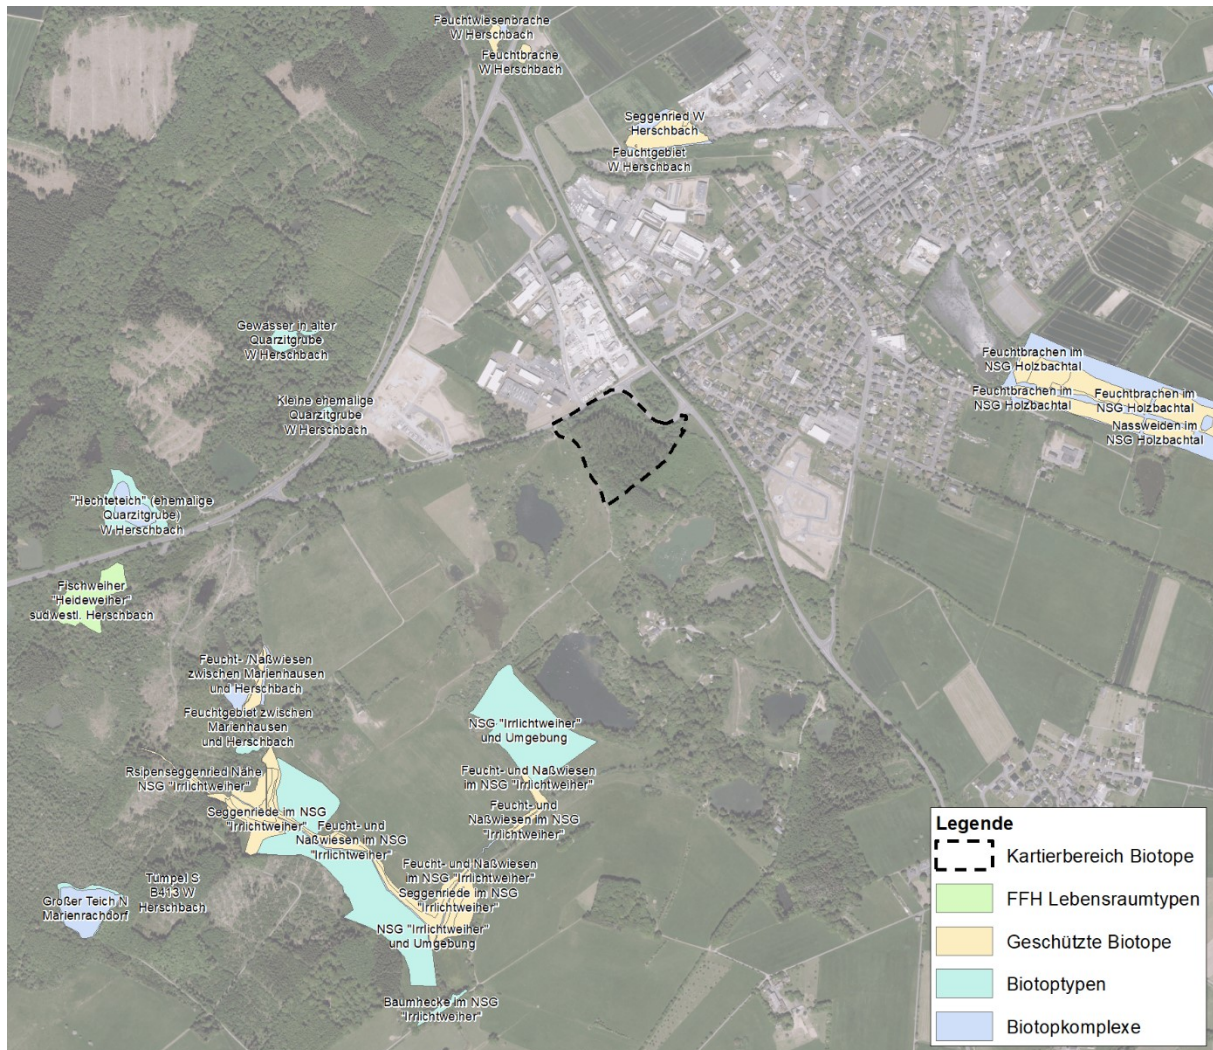 Feuchtwiesenbrache
W Herschbach
Feuchtbrache
W Herschbach
Seggenried W
Herschbach
Feuchtgebiet
W Herschbach
Gewässer in alter
Quarzitgrube
W Herschbach
Feuchtbrachen im
NSG Holzbachtal
Feuchtbrachen im
NSG Holzbachtal
Feuchtbrachen im
NSG Holzbachtal
Nassweiden im
NSG Holzbachtal
Kleine ehemalige
Quarzitgrube
W Herschbach
"Hechteteich" (ehemalige
Quarzitgrube)
W Herschbach
Fischweiher
"Heideweiher"
südwestl. Herschbach
Feucht- /Naßwiesen
zwischen Marienhausen
und Herschbach
Feuchtgebiet zwischen
Marienhausen
und Herschbach
NSG "Irrlichtweiher"
und Umgebung
Rsipenseggenried Nähe
NSG "Irrlichtweiher"
Feucht- und Naßwiesen
im NSG "Irrlichtweiher"
Seggenriede im NSG
"Irrlichtweiher"
Feucht- und
Naßwiesen im NSG
"Irrlichtweiher"
Feucht- und
Naßwiesen im NSG
"Irrlichtweiher"
Feucht- und Naßwiesen
im NSG "Irrlichtweiher"
Seggenriede im NSG
"Irrlichtweiher"
Tümpel S
B413 W
Herschbach
Großer Teich N
Marienrachdorf
NSG "Irrlichtweiher"
und Umgebung
Baumhecke im NSG
"Irrlichtweiher"
Legende
Kartierbereich Biotope
FFH Lebensraumtypen
Geschützte Biotope
Biotoptypen
Biotopkomplexe